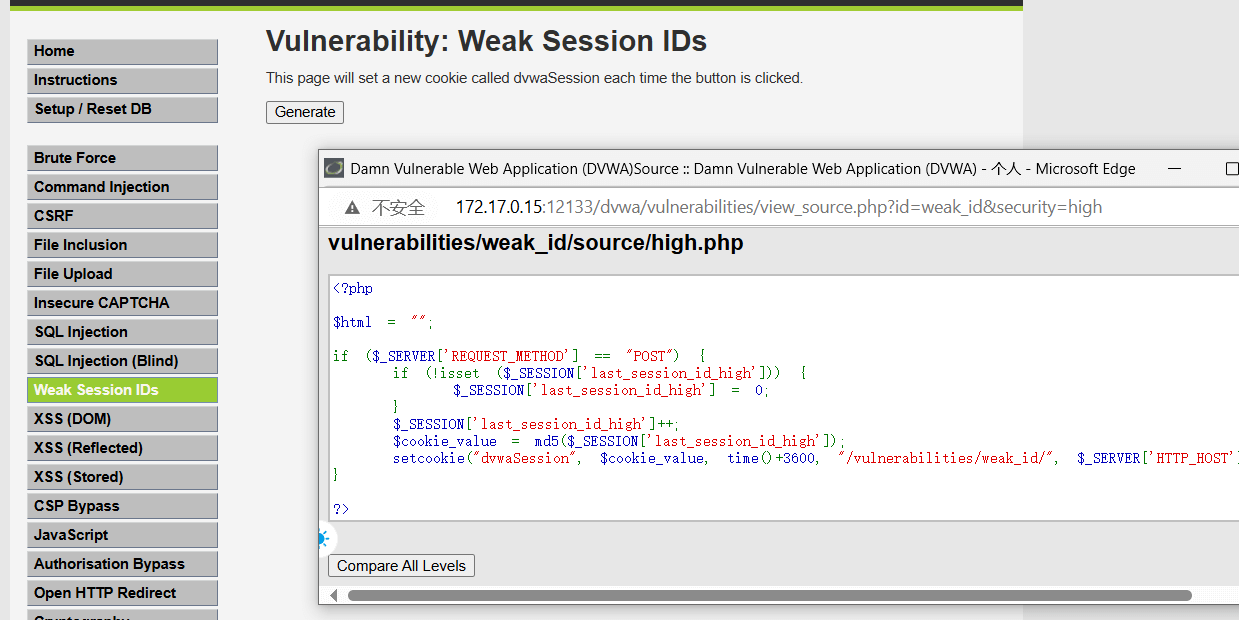 Vulnerability: Weak Session IDs
This page will set a new cookie called dvwaSession each time the button is clicked.
Generate
Home
Instructions
Setup / Reset DB
Brute Force
Command Injection
CSRF
File Inclusion
File Upload
Insecure CAPTCHA
SQL Injection
SQL Injection (Blind)
Weak Session IDs
XSS (DOM)
XSS (Reflected)
XSS (Stored)
CSP Bypass
JavaScript
Authorisation Bypass
Open HTTP Redirect
Cryptography
Damn Vulnerable Web Application (DVWA)Source :: Damn Vulnerable Web Application (DVWA) - 个人 - Microsoft Edge
不安全 172.17.0.15:12133/dvwa/vulnerabilities/view_source.php?id=weak_id&security=high
vulnerabilities/weak_id/source/high.php
<?php
$html = "";
if ($_SERVER['REQUEST_METHOD'] == "POST") {
if (!isset ($_SESSION['last_session_id_high'])) {
$_SESSION['last_session_id_high'] = 0;
}
$_SESSION['last_session_id_high']++;
$cookie_value = md5($_SESSION['last_session_id_high']);
setcookie("dvwaSession", $cookie_value, time()+3600, "/vulnerabilities/weak_id/", $_SERVER['HTTP_HOST']
}
?>
Compare All Levels